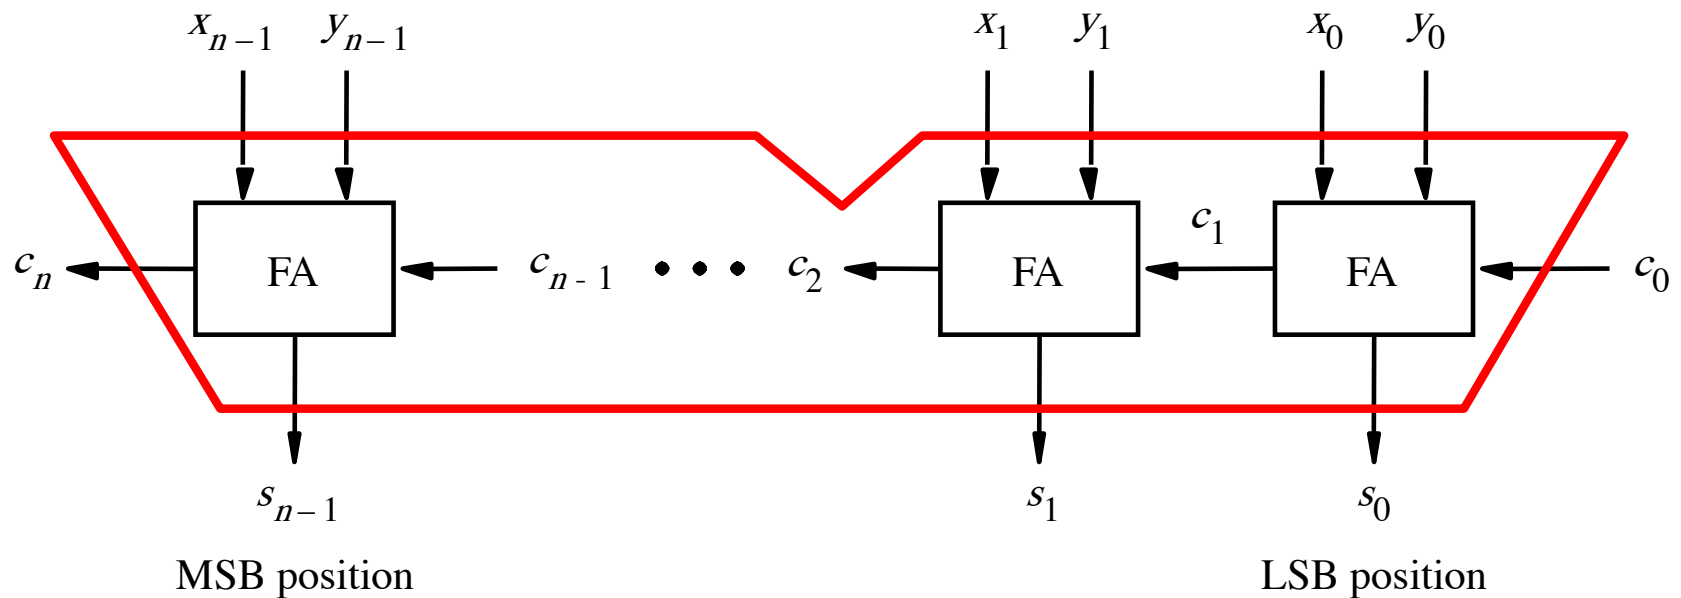 xₙ₋₁ yₙ₋₁ x₁ y₁ x₀ y₀
c₁
cₙ FA cₙ₋₁ • • • c₂ FA FA c₀
sₙ₋₁ s₁ s₀
MSB position LSB position